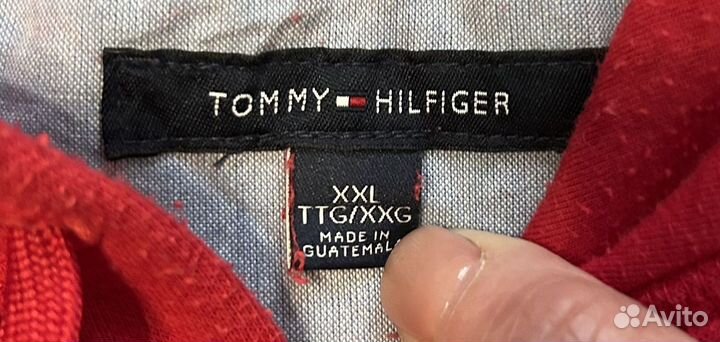 TOMMY HILFIGER
XXL
TTG/XXG
MADE IN
GUATEMALA
Avito